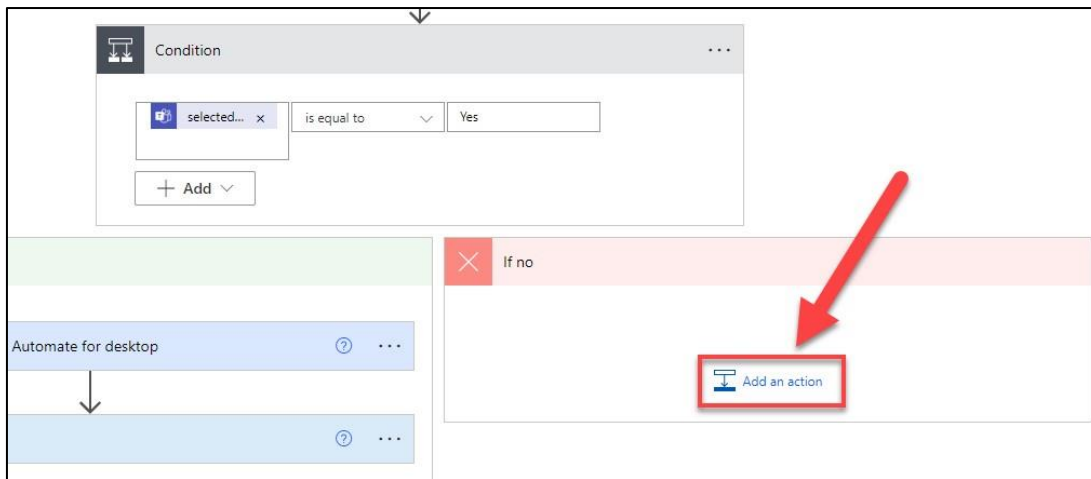 Condition
selected... x
is equal to
Yes
+ Add
If no
Automate for desktop
Add an action